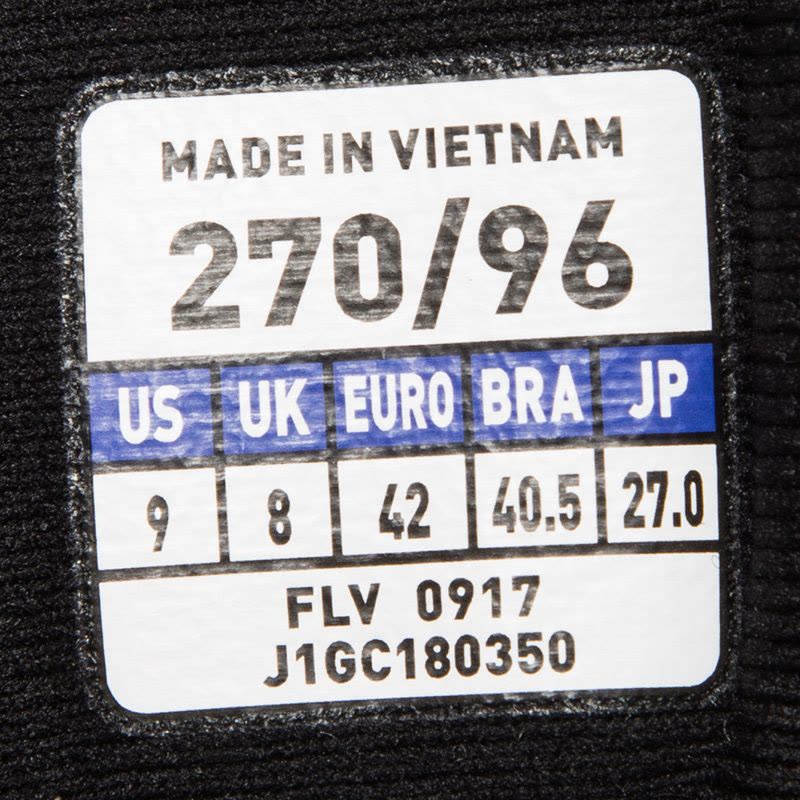 MADE IN VIETNAM
270/96
US UK EURO BRA JP
9 8 42 40.5 27.0
FLV 0917
J1GC180350